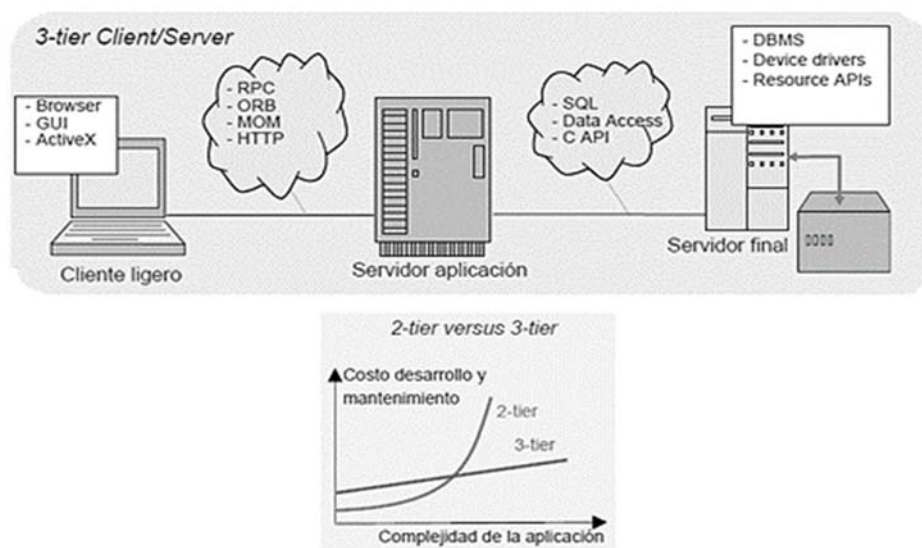 3-tier Client/Server
- Browser
- GUI
- ActiveX
- RPC
- ORB
- MOM
- HTTP
- SQL
- Data Access
- C API
- DBMS
- Device drivers
- Resource APIs
Cliente ligero
Servidor aplicación
Servidor final
2-tier versus 3-tier
Costo desarrollo y
mantenimiento
2-tier
3-tier
Complejidad de la aplicación